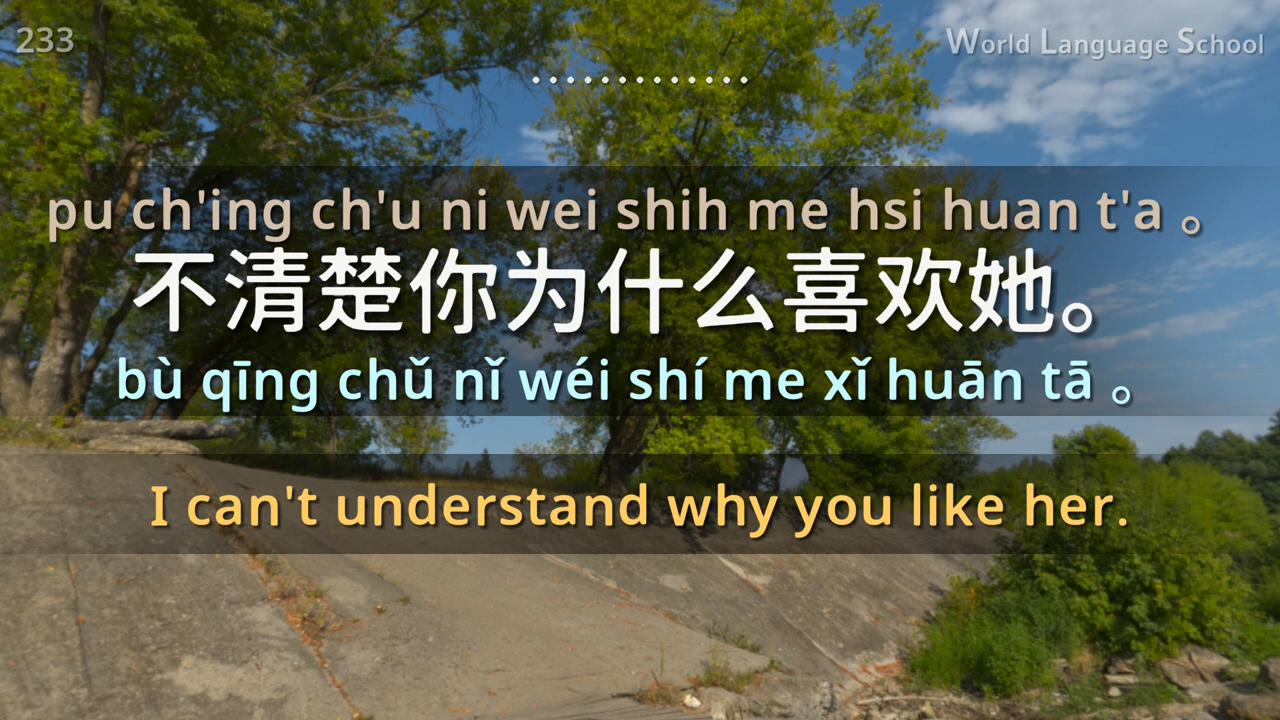 233
World Language School
pu ch'ing ch'u ni wei shih me hsi huan t'a 。
不清楚你为什么喜欢她。
bù qīng chǔ nǐ wéi shí me xǐ huān tā 。
I can't understand why you like her.